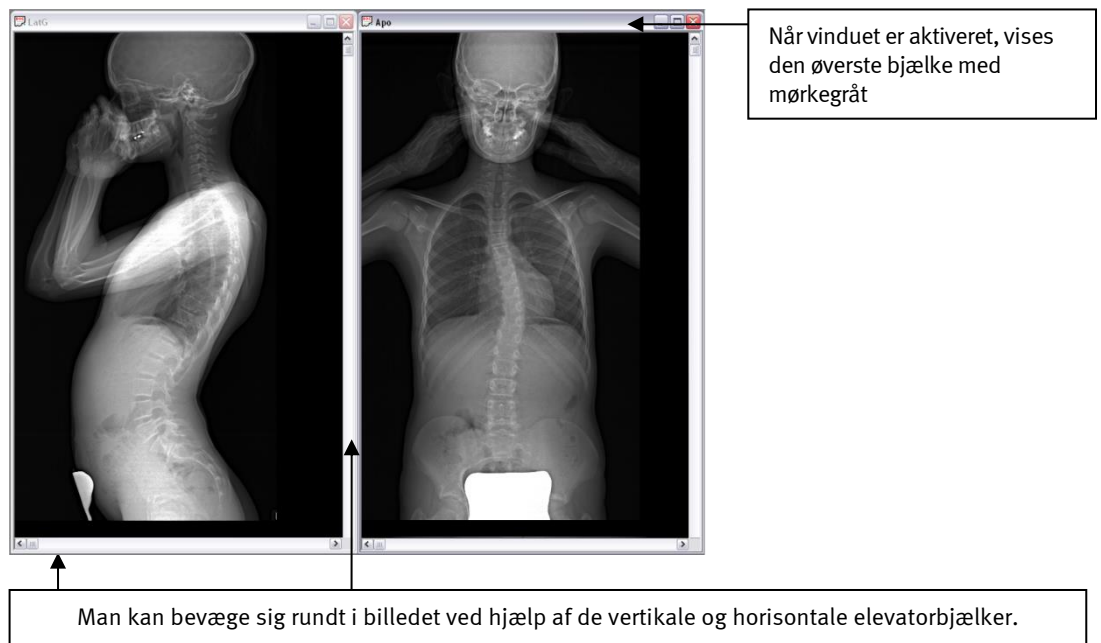 LatG
Apo
Når vinduet er aktiveret, vises
den øverste bjælke med
mørkegråt
Man kan bevæge sig rundt i billedet ved hjælp af de vertikale og horisontale elevatorbjælker.